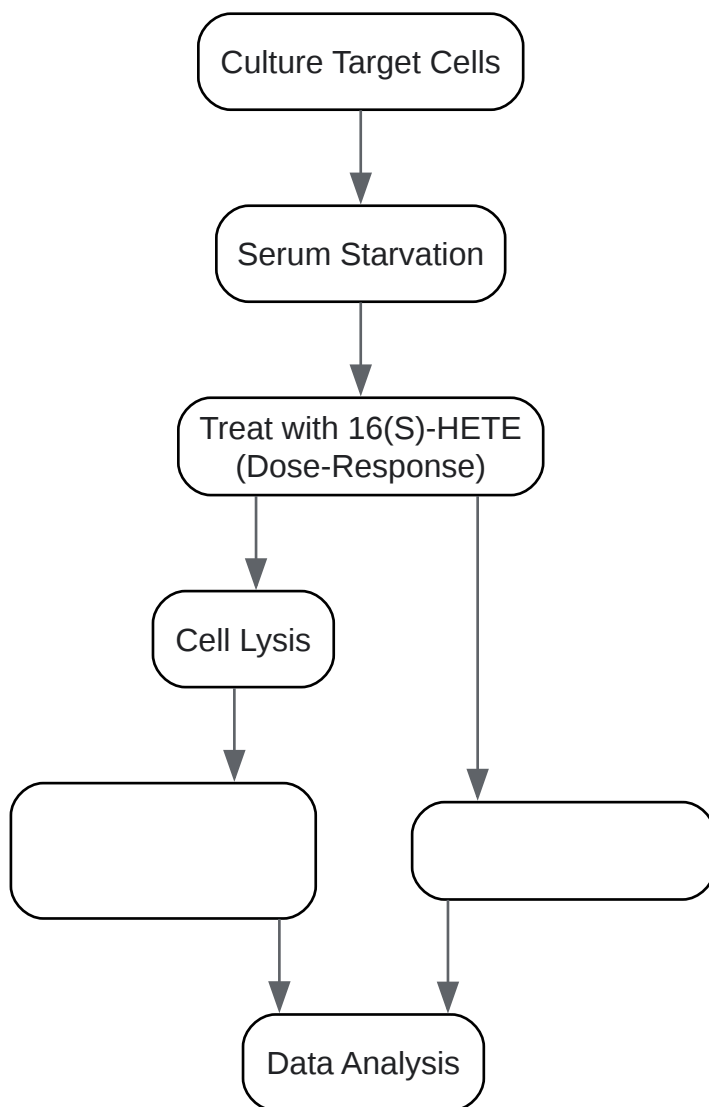 Culture Target Cells
Serum Starvation
Treat with 16(S)-HETE
(Dose-Response)
Cell Lysis
Data Analysis